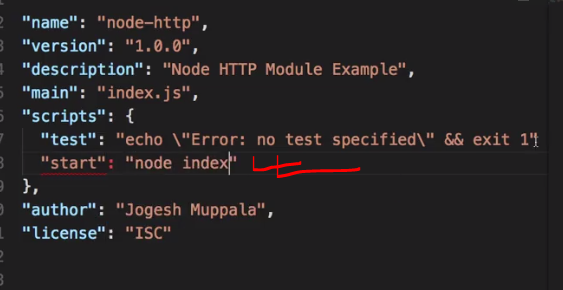 "name": "node-http",
"version": "1.0.0",
"description": "Node HTTP Module Example",
"main": "index.js",
"scripts": {
"test": "echo \"Error: no test specified\" && exit 1"
"start": "node index"
},
"author": "Jogesh Muppala",
"license": "ISC"